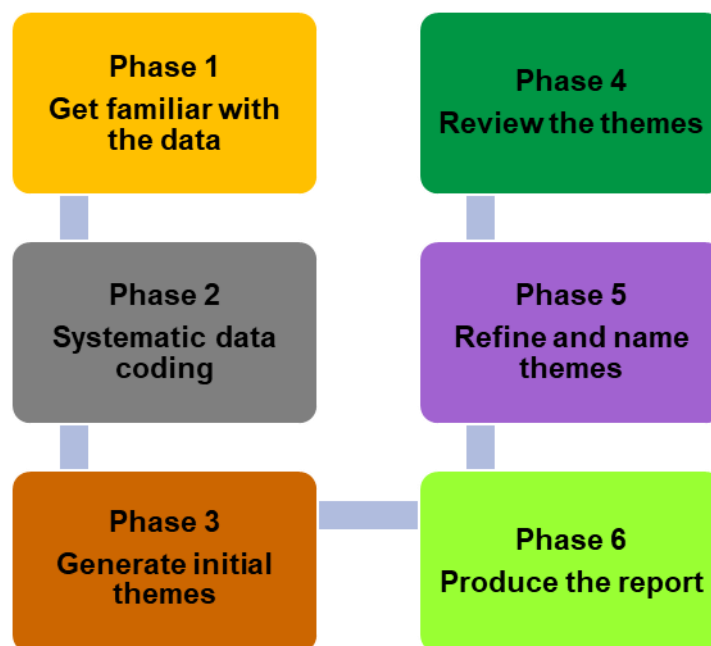 Phase 1
Get familiar with
the data
Phase 2
Systematic data
coding
Phase 3
Generate initial
themes
Phase 4
Review the themes
Phase 5
Refine and name
themes
Phase 6
Produce the report